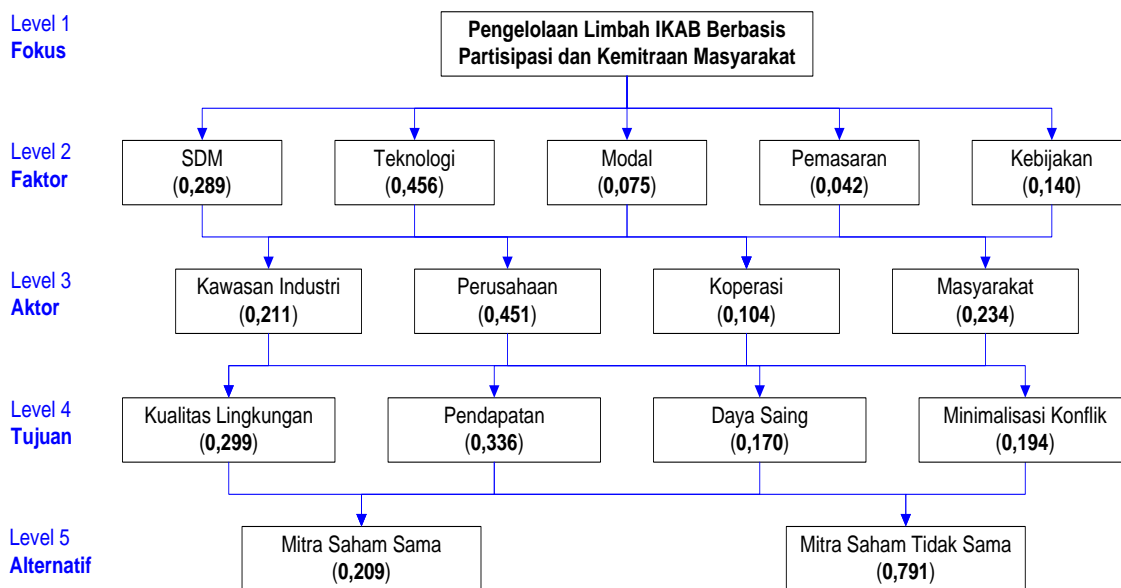 Level 1
Fokus
Pengelolaan Limbah IKAB Berbasis
Partisipasi dan Kemitraan Masyarakat
Level 2
Faktor
SDM
(0,289)
Teknologi
(0,456)
Modal
(0,075)
Pemasaran
(0,042)
Kebijakan
(0,140)
Level 3
Aktor
Kawasan Industri
(0,211)
Perusahaan
(0,451)
Koperasi
(0,104)
Masyarakat
(0,234)
Level 4
Tujuan
Kualitas Lingkungan
(0,299)
Pendapatan
(0,336)
Daya Saing
(0,170)
Minimalisasi Konflik
(0,194)
Level 5
Alternatif
Mitra Saham Sama
(0,209)
Mitra Saham Tidak Sama
(0,791)